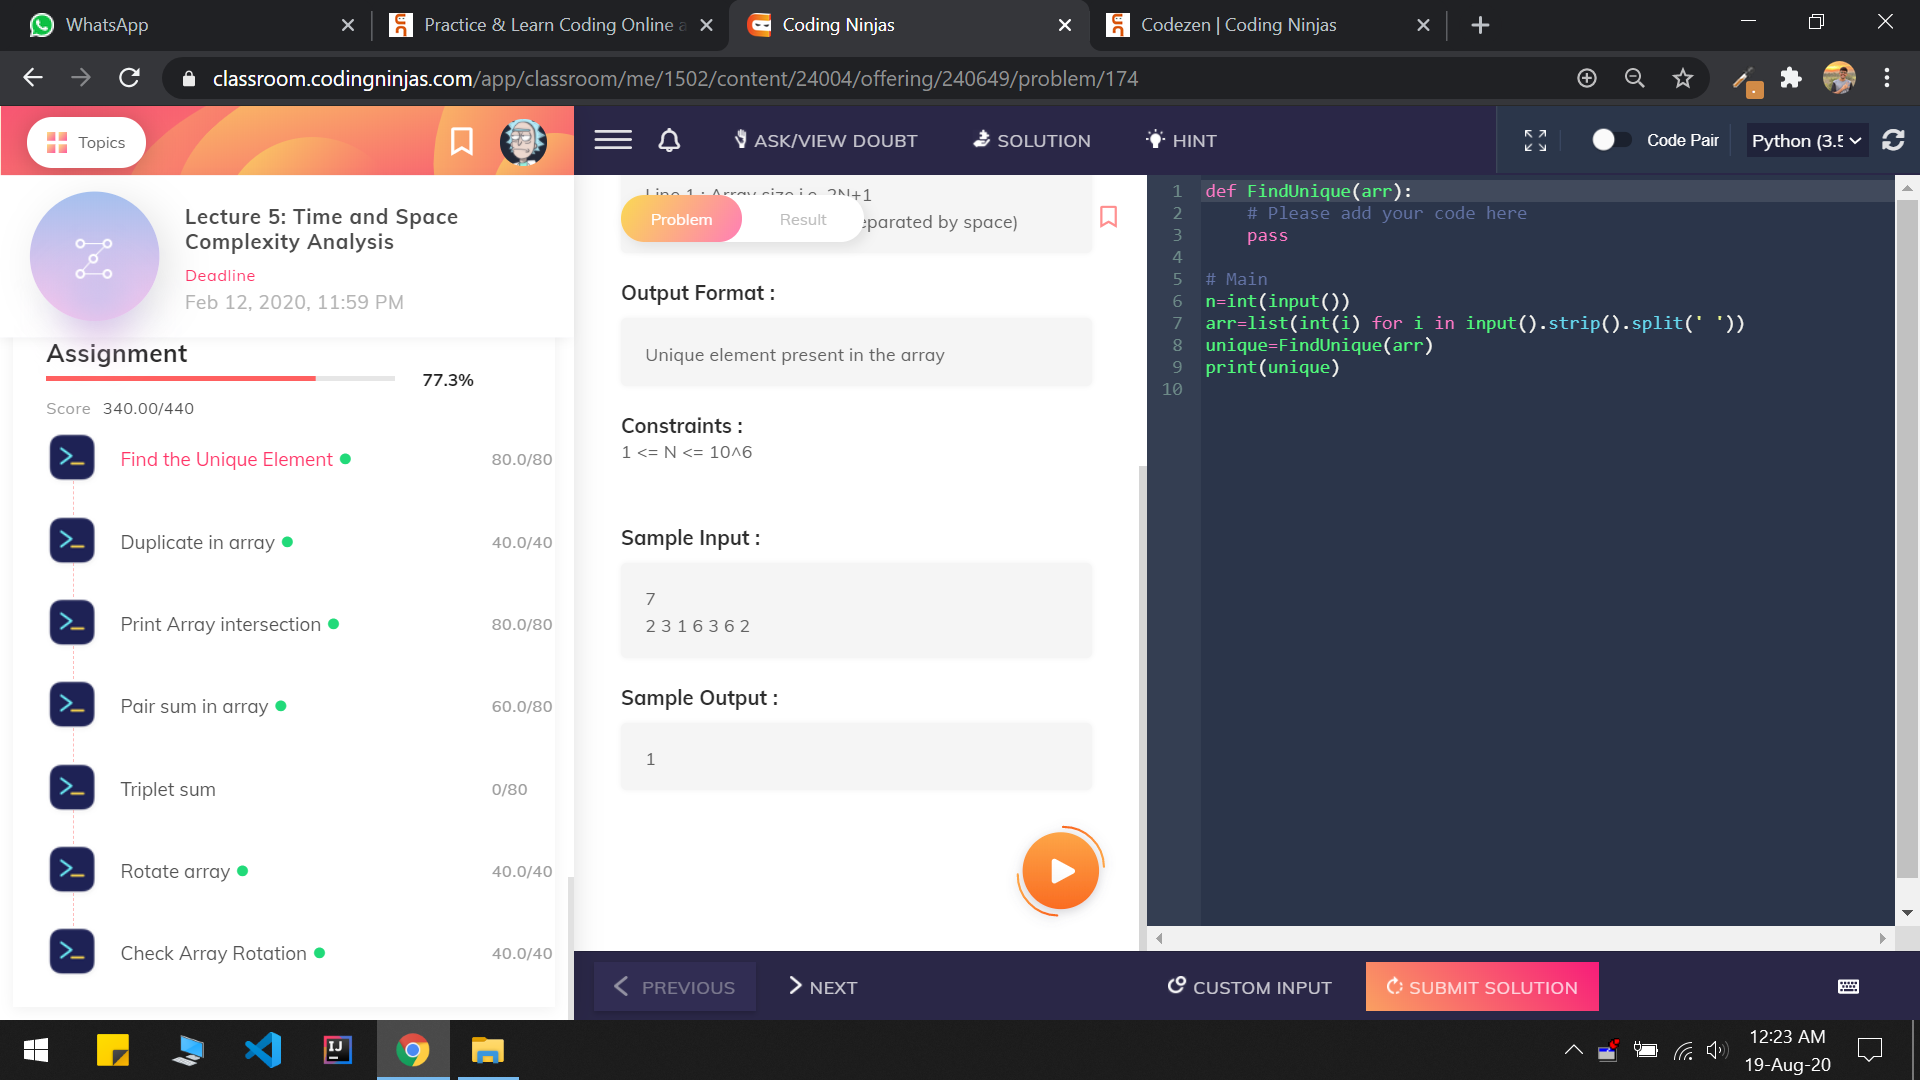 WhatsApp
Practice & Learn Coding Online a
Coding Ninjas
Codezen | Coding Ninjas
classroom.codingninjas.com/app/classroom/me/1502/content/24004/offering/240649/problem/174
Topics
ASK/VIEW DOUBT
SOLUTION
HINT
Code Pair
Python (3.5
Lecture 5: Time and Space
Complexity Analysis
Deadline
Feb 12, 2020, 11:59 PM
Assignment
77.3%
Score 340.00/440
Find the Unique Element 80.0/80
Duplicate in array 40.0/40
Print Array intersection 80.0/80
Pair sum in array 60.0/80
Triplet sum 0/80
Rotate array 40.0/40
Check Array Rotation 40.0/40
Line 1 : Array size i.e. 2N+1
Problem
Result
eparated by space)
Output Format :
Unique element present in the array
Constraints :
1 <= N <= 10^6
Sample Input :
7
2 3 1 6 3 6 2
Sample Output :
1
1 def FindUnique(arr):
2 # Please add your code here
3 pass
4
5 # Main
6 n=int(input())
7 arr=list(int(i) for i in input().strip().split(' '))
8 unique=FindUnique(arr)
9 print(unique)
10
PREVIOUS
NEXT
CUSTOM INPUT
SUBMIT SOLUTION
IJ
12:23 AM
19-Aug-20